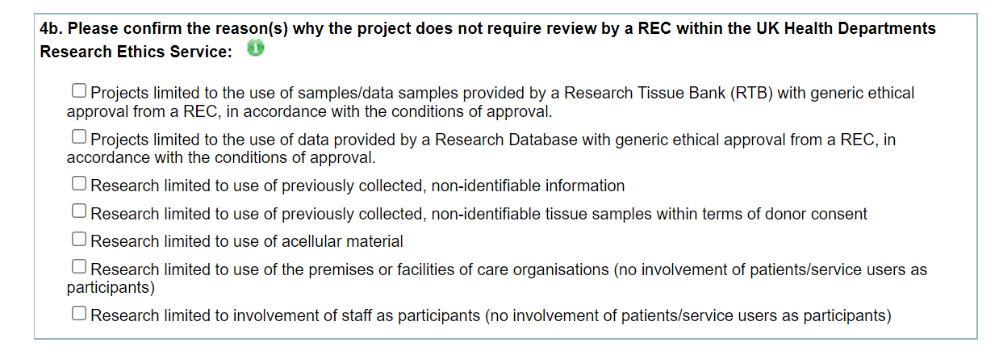 4b. Please confirm the reason(s) why the project does not require review by a REC within the UK Health Departments
Research Ethics Service:
Projects limited to the use of samples/data samples provided by a Research Tissue Bank (RTB) with generic ethical
approval from a REC, in accordance with the conditions of approval.
Projects limited to the use of data provided by a Research Database with generic ethical approval from a REC, in
accordance with the conditions of approval.
Research limited to use of previously collected, non-identifiable information
Research limited to use of previously collected, non-identifiable tissue samples within terms of donor consent
Research limited to use of acellular material
Research limited to use of the premises or facilities of care organisations (no involvement of patients/service users as
participants)
Research limited to involvement of staff as participants (no involvement of patients/service users as participants)